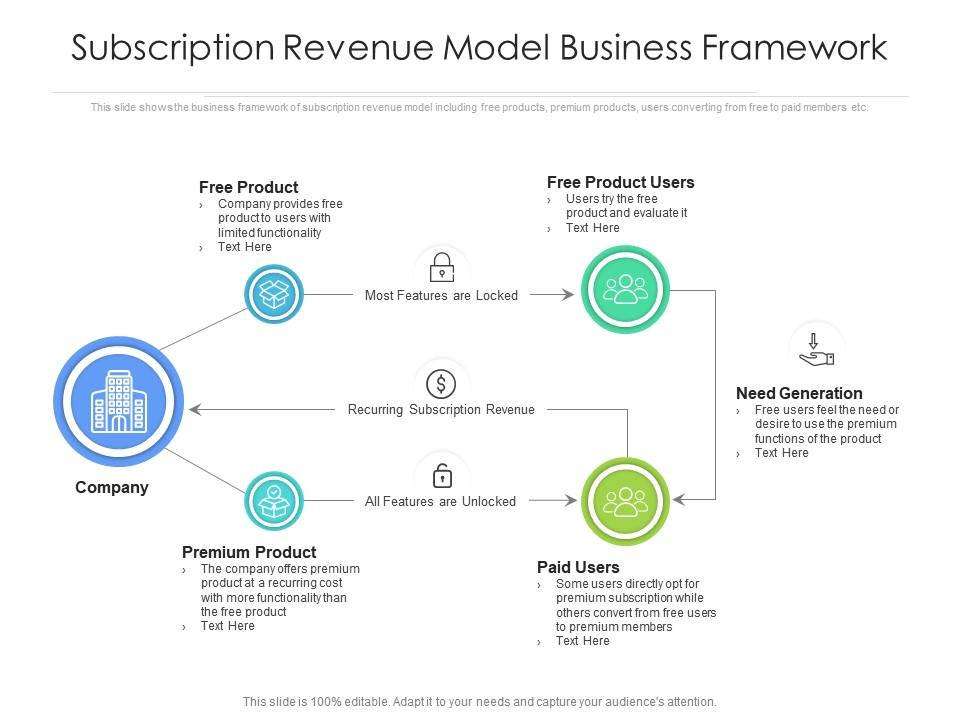 Subscription Revenue Model Business Framework
This slide shows the business framework of subscription revenue model including free products, premium products, users converting from free to paid members etc.
Free Product
› Company provides free
product to users with
limited functionality
› Text Here
Free Product Users
› Users try the free
product and evaluate it
› Text Here
Most Features are Locked
Need Generation
› Free users feel the need or
desire to use the premium
functions of the product
› Text Here
$
Recurring Subscription Revenue
Company
All Features are Unlocked
Premium Product
› The company offers premium
product at a recurring cost
with more functionality than
the free product
› Text Here
Paid Users
› Some users directly opt for
premium subscription while
others convert from free users
to premium members
› Text Here
This slide is 100% editable. Adapt it to your needs and capture your audience's attention.